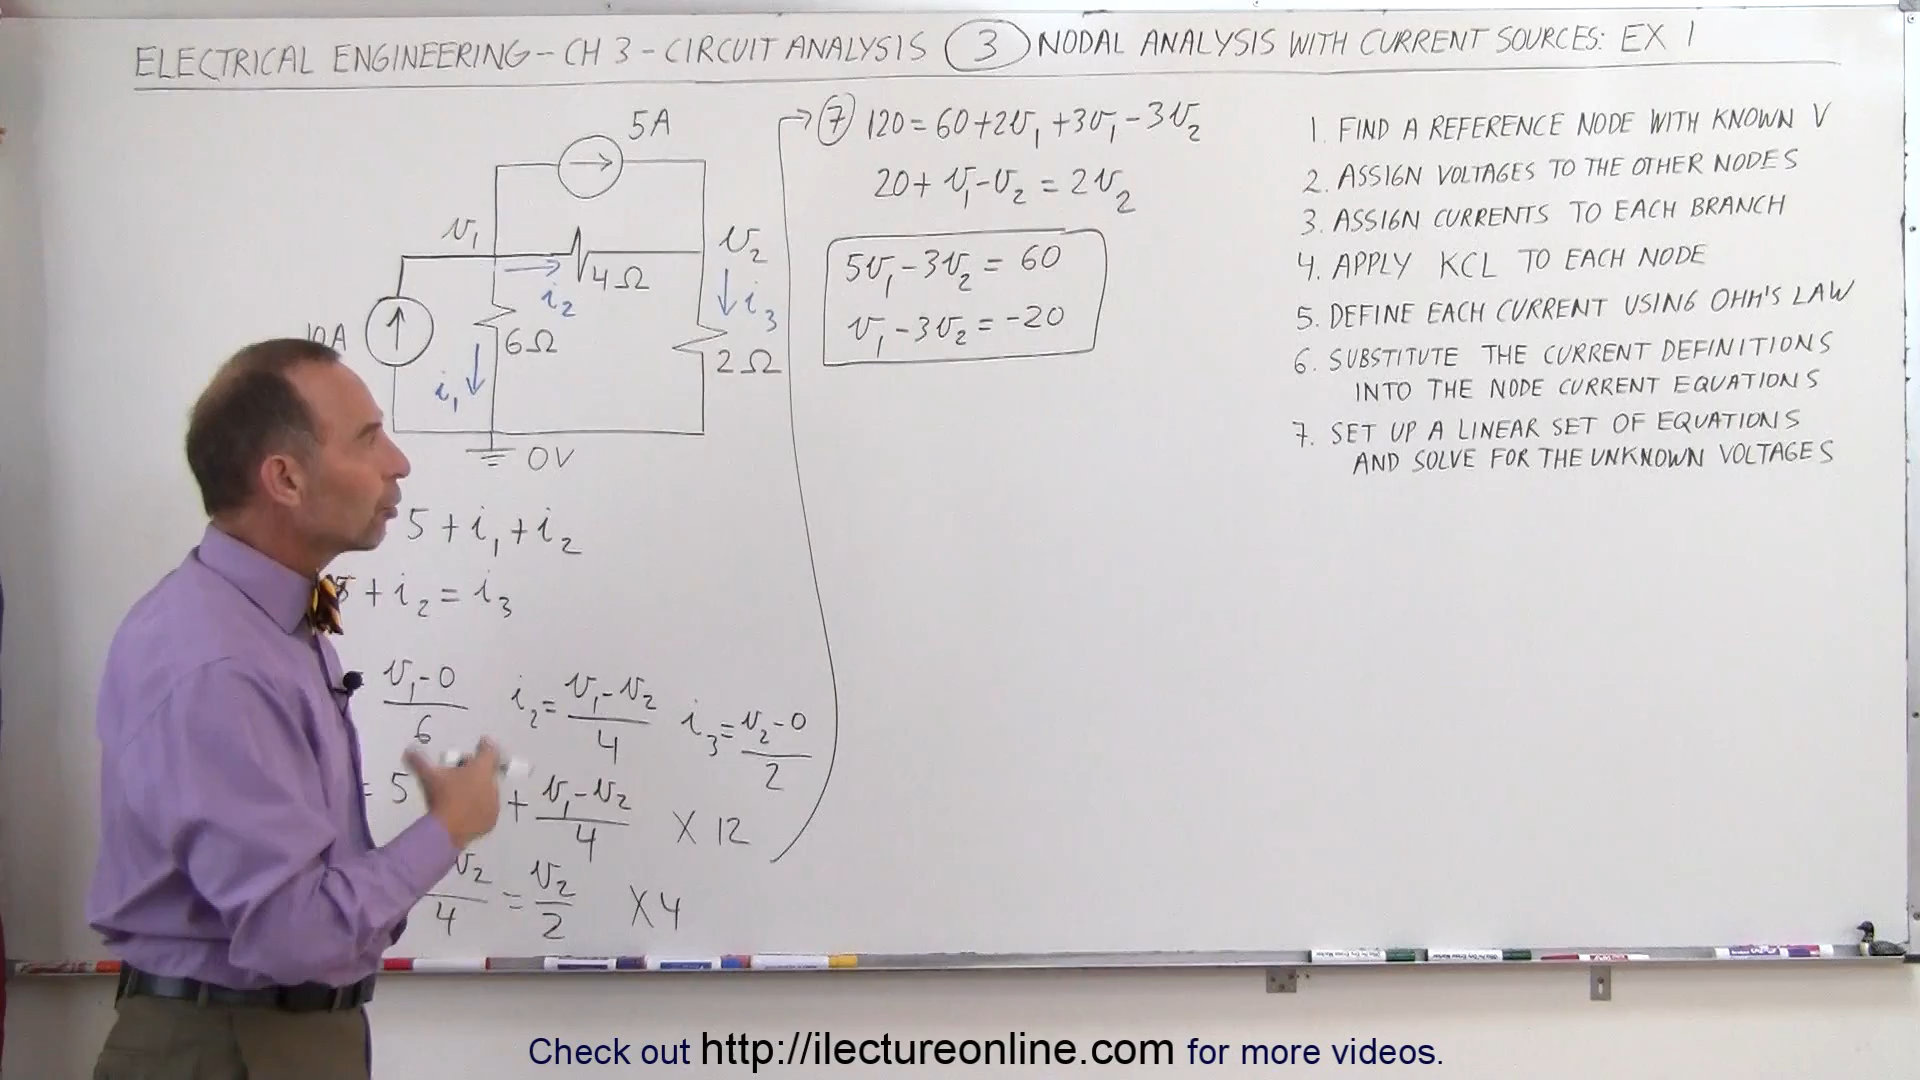 ELECTRICAL ENGINEERING - CH 3 - CIRCUIT ANALYSIS 3 NODAL ANALYSIS WITH CURRENT SOURCES: EX 1
5A
v₁
v₂
4Ω
i₂
i₃
10A
6Ω
2Ω
i₁
0V
5 + i₁ + i₂
5 + i₂ = i₃
v₁-0/6 i₂ = v₁-v₂/4 i₃ = v₂-0/2
= 5 + v₁-v₂/4 X 12
v₂/4 = v₂/2 X4
7 120 = 60 + 2v₁ + 3v₁ - 3v₂
20 + v₁ - v₂ = 2v₂
5v₁ - 3v₂ = 60
v₁ - 3v₂ = -20
1. FIND A REFERENCE NODE WITH KNOWN V
2. ASSIGN VOLTAGES TO THE OTHER NODES
3. ASSIGN CURRENTS TO EACH BRANCH
4. APPLY KCL TO EACH NODE
5. DEFINE EACH CURRENT USING OHH'S LAW
6. SUBSTITUTE THE CURRENT DEFINITIONS
INTO THE NODE CURRENT EQUATIONS
7. SET UP A LINEAR SET OF EQUATIONS
AND SOLVE FOR THE UNKNOWN VOLTAGES
Check out http://ilectureonline.com for more videos.